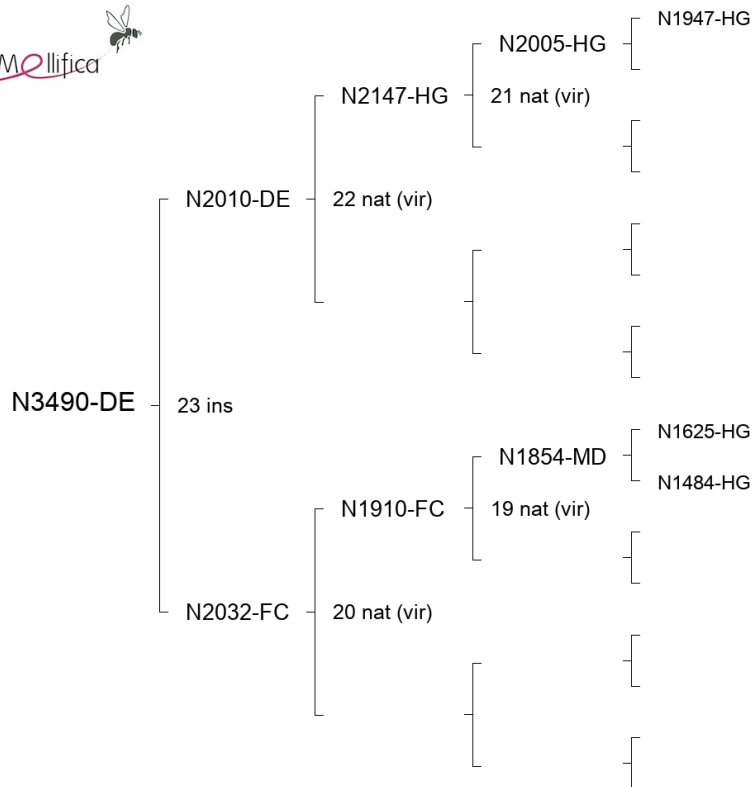 Mellifica
N1947-HG
N2005-HG
N2147-HG
21 nat (vir)
N2010-DE
22 nat (vir)
N3490-DE
23 ins
N1625-HG
N1854-MD
N1484-HG
N1910-FC
19 nat (vir)
N2032-FC
20 nat (vir)